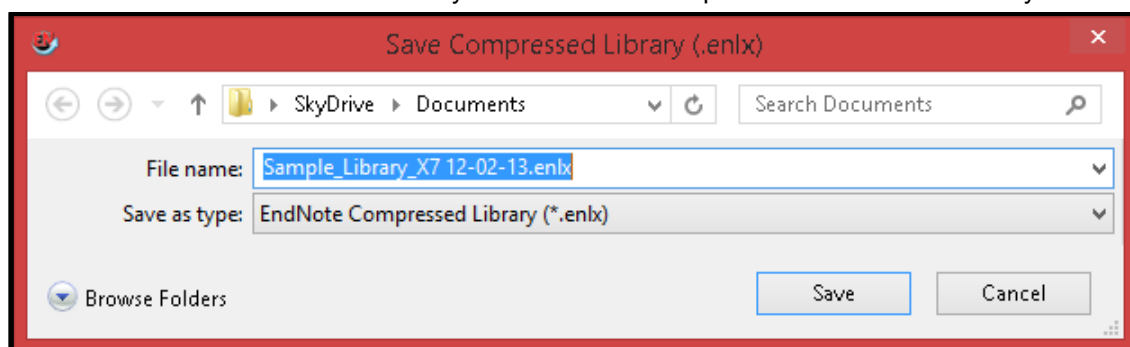 Save Compressed Library (.enlx)
SkyDrive Documents Search Documents
File name: Sample_Library_X7 12-02-13.enlx
Save as type: EndNote Compressed Library (*.enlx)
Browse Folders Save Cancel